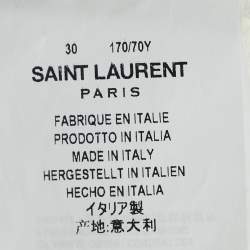 30 170/70Y
SAINT LAURENT
PARIS
FABRIQUE EN ITALIE
PRODOTTO IN ITALIA
MADE IN ITALY
HERGESTELLT IN ITALIEN
HECHO EN ITALIA
イタリア製
产地:意大利